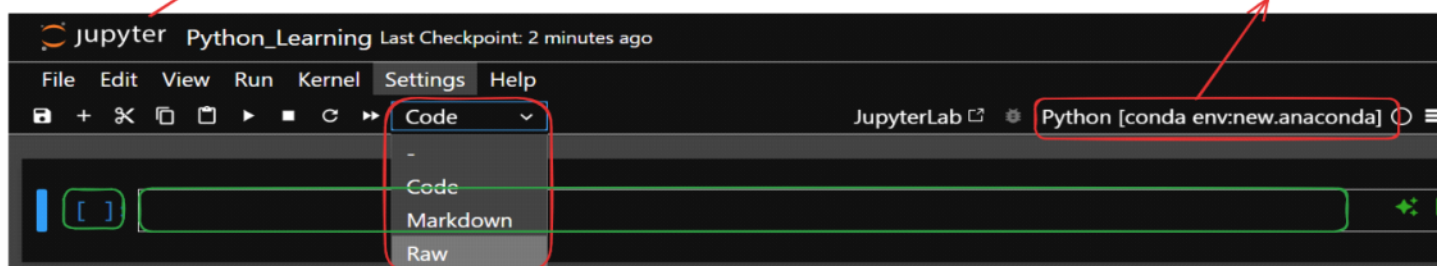 Jupyter Python_Learning Last Checkpoint: 2 minutes ago
File Edit View Run Kernel Settings Help
Code JupyterLab Python [conda env:new.anaconda]
-
Code
[ ]
Markdown
Raw